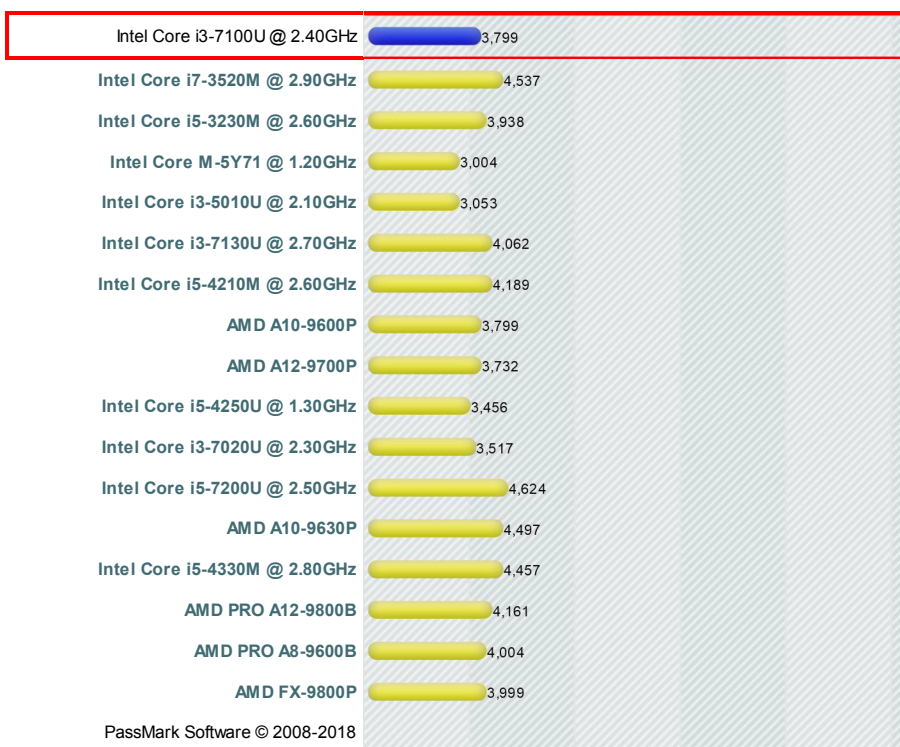 Intel Core i3-7100U @ 2.40GHz 3,799
Intel Core i7-3520M @ 2.90GHz 4,537
Intel Core i5-3230M @ 2.60GHz 3,938
Intel Core M-5Y71 @ 1.20GHz 3,004
Intel Core i3-5010U @ 2.10GHz 3,053
Intel Core i3-7130U @ 2.70GHz 4,062
Intel Core i5-4210M @ 2.60GHz 4,189
AMD A10-9600P 3,799
AMD A12-9700P 3,732
Intel Core i5-4250U @ 1.30GHz 3,456
Intel Core i3-7020U @ 2.30GHz 3,517
Intel Core i5-7200U @ 2.50GHz 4,624
AMD A10-9630P 4,497
Intel Core i5-4330M @ 2.80GHz 4,457
AMD PRO A12-9800B 4,161
AMD PRO A8-9600B 4,004
AMD FX-9800P 3,999
PassMark Software © 2008-2018